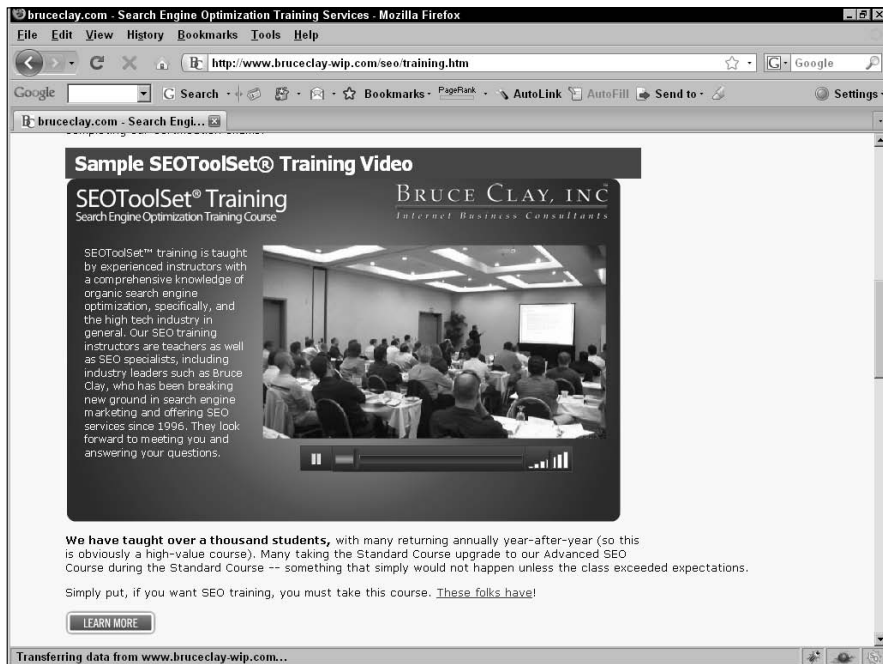 bruceclay.com - Search Engine Optimization Training Services - Mozilla Firefox
File Edit View History Bookmarks Tools Help
http://www.bruceclay-wip.com/seo/training.htm
G Google
Google G Search Bookmarks PageRank AutoLink AutoFill Send to Settings
bruceclay.com - Search Engi...
Sample SEOToolSet® Training Video
SEOToolSet® Training
Search Engine Optimization Training Course
BRUCE CLAY, INC
Internet Business Consultants
SEOToolSet™ training is taught
by experienced instructors with
a comprehensive knowledge of
organic search engine
optimization, specifically, and
the high tech industry in
general. Our SEO training
instructors are teachers as well
as SEO specialists, including
industry leaders such as Bruce
Clay, who has been breaking
new ground in search engine
marketing and offering SEO
services since 1996. They look
forward to meeting you and
answering your questions.
We have taught over a thousand students, with many returning annually year-after-year (so this
is obviously a high-value course). Many taking the Standard Course upgrade to our Advanced SEO
Course during the Standard Course -- something that simply would not happen unless the class exceeded expectations.
Simply put, if you want SEO training, you must take this course. These folks have!
LEARN MORE
Transferring data from www.bruceclay-wip.com...